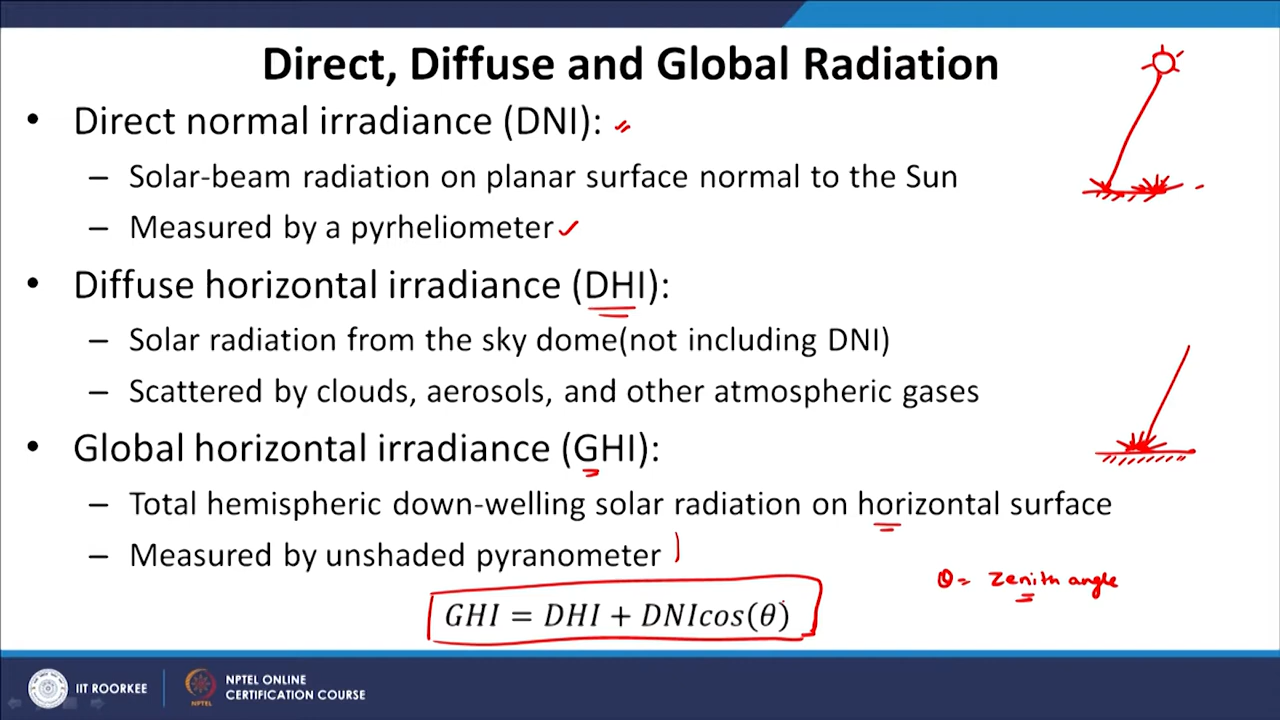 Direct, Diffuse and Global Radiation
• Direct normal irradiance (DNI):
– Solar-beam radiation on planar surface normal to the Sun
– Measured by a pyrheliometer
• Diffuse horizontal irradiance (DHI):
– Solar radiation from the sky dome(not including DNI)
– Scattered by clouds, aerosols, and other atmospheric gases
• Global horizontal irradiance (GHI):
– Total hemispheric down-welling solar radiation on horizontal surface
– Measured by unshaded pyranometer
θ= Zenith angle
GHI = DHI + DNIcos(θ)
IIT ROORKEE
NPTEL ONLINE
CERTIFICATION COURSE
NPTEL